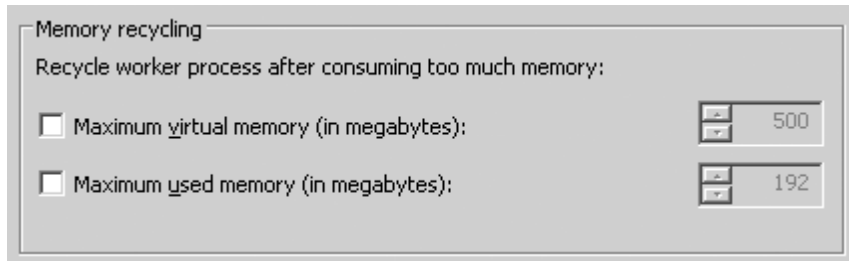 Memory recycling
Recycle worker process after consuming too much memory:
Maximum virtual memory (in megabytes): 500
Maximum used memory (in megabytes): 192